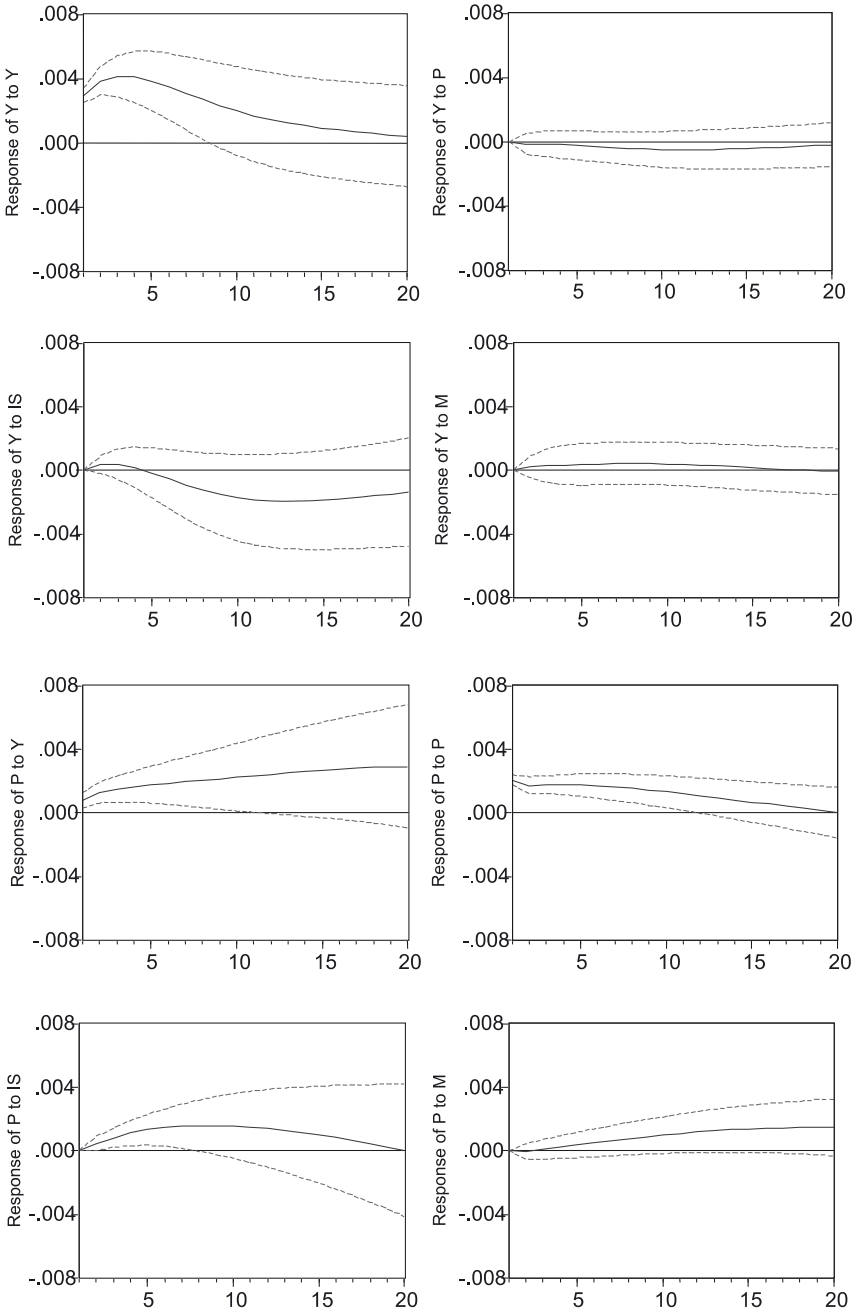 Response of Y to Y
.008
.004
.000
-.004
-.008
5 10 15 20
Response of Y to P
.008
.004
.000
-.004
-.008
5 10 15 20
Response of Y to IS
.008
.004
.000
-.004
-.008
5 10 15 20
Response of Y to M
.008
.004
.000
-.004
-.008
5 10 15 20
Response of P to Y
.008
.004
.000
-.004
-.008
5 10 15 20
Response of P to P
.008
.004
.000
-.004
-.008
5 10 15 20
Response of P to IS
.008
.004
.000
-.004
-.008
5 10 15 20
Response of P to M
.008
.004
.000
-.004
-.008
5 10 15 20